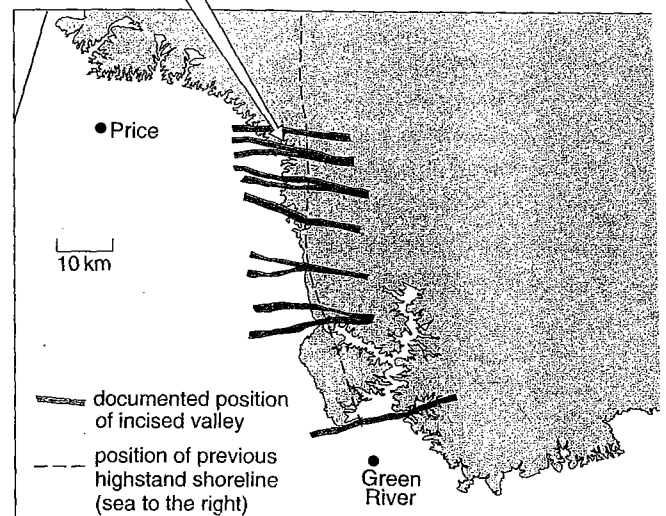 Price
10 km
documented position
of incised valley
position of previous
highstand shoreline
(sea to the right)
Green
River